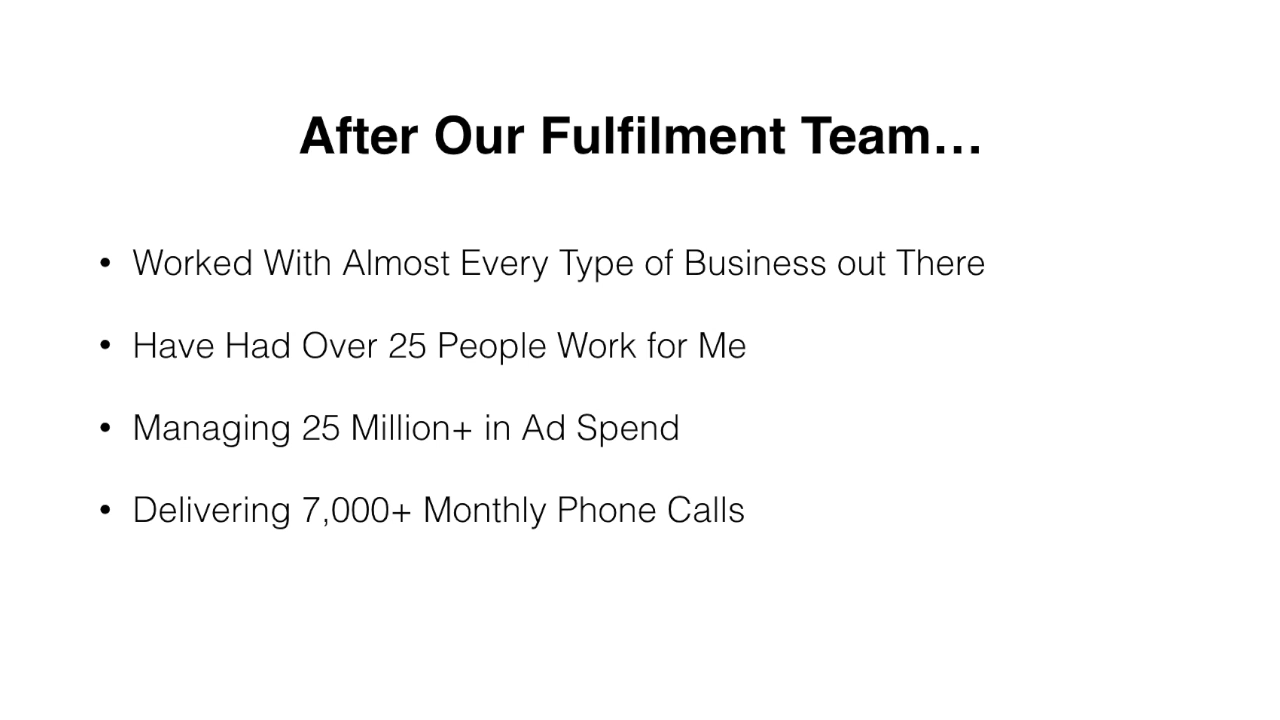 After Our Fulfilment Team…
• Worked With Almost Every Type of Business out There
• Have Had Over 25 People Work for Me
• Managing 25 Million+ in Ad Spend
• Delivering 7,000+ Monthly Phone Calls